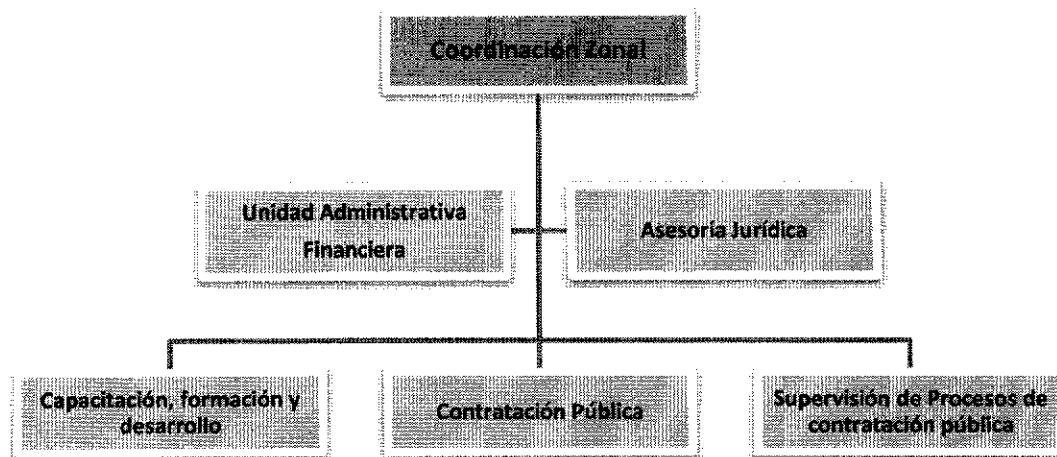 Coordinación Zonal
Unidad Administrativa
Financiera
Asesoría Jurídica
Capacitación, formación y
desarrollo
Contratación Pública
Supervisión de Procesos de
contratación pública